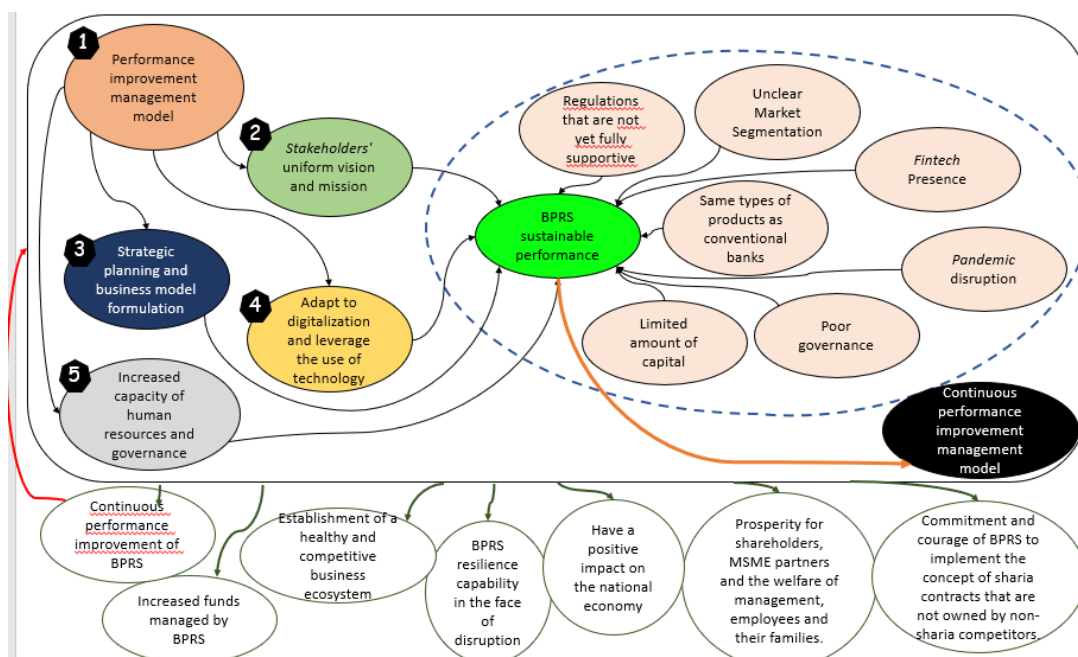 1
Performance
improvement
management
model
2
Stakeholders'
uniform vision
and mission
3
Strategic
planning and
business model
formulation
4
Adapt to
digitalization
and leverage
the use of
technology
5
Increased
capacity of
human
resources and
governance
BPRS
sustainable
performance
Regulations
that are not
yet fully
supportive
Unclear
Market
Segmentation
Fintech
Presence
Same types of
products as
conventional
banks
Pandemic
disruption
Limited
amount of
capital
Poor
governance
Continuous
performance
improvement
management
model
Continuous
performance
improvement of
BPRS
Increased funds
managed by
BPRS
Establishment of a
healthy and
competitive
business
ecosystem
BPRS
resilience
capability
in the face
of
disruption
Have a
positive
impact on
the national
economy
Prosperity for
shareholders,
MSME partners
and the welfare of
management,
employees and
their families.
Commitment and
courage of BPRS to
implement the
concept of sharia
contracts that are
not owned by non-
sharia competitors.